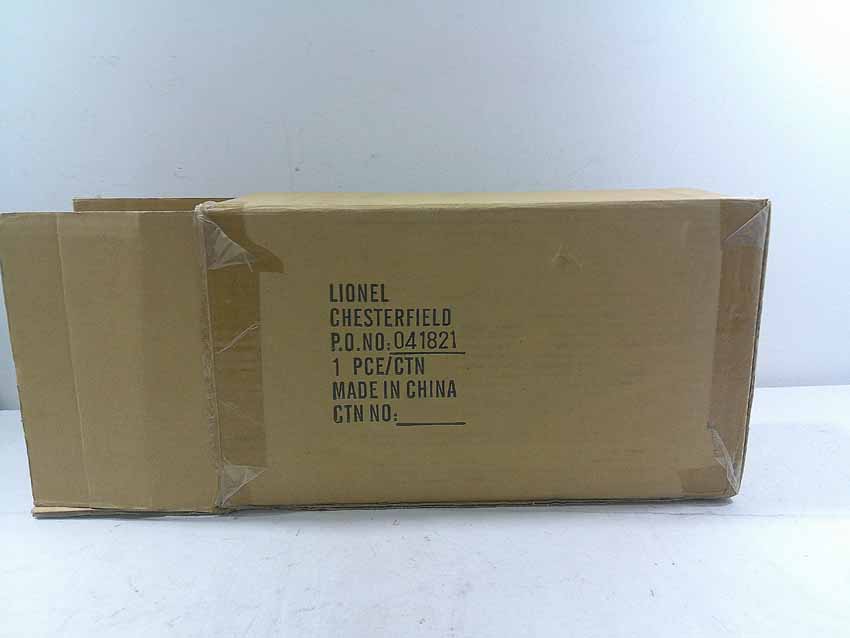 LIONEL
CHESTERFIELD
P.O.NO: 041821
1 PCE/CTN
MADE IN CHINA
CTN NO: